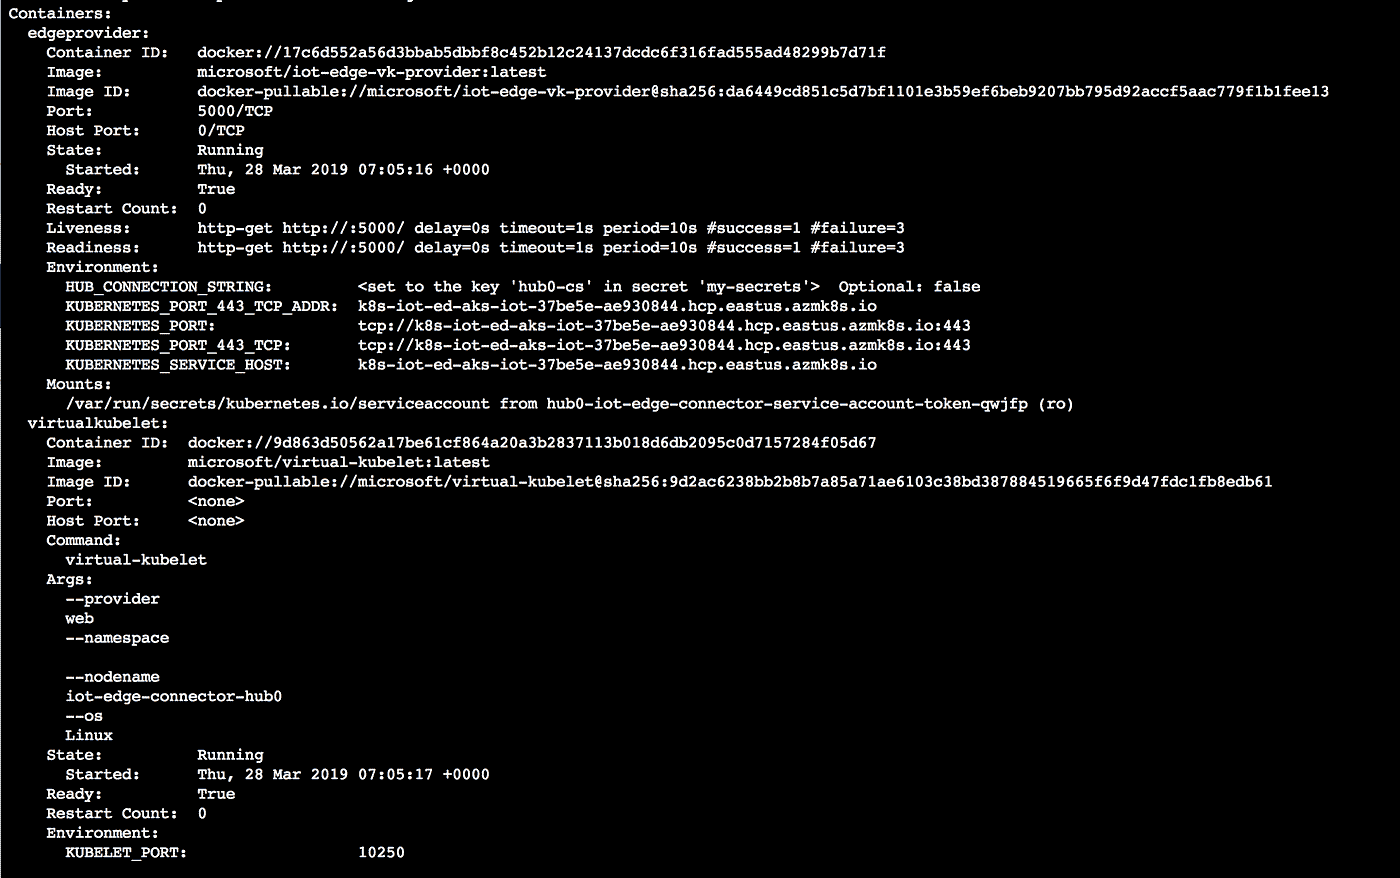 Containers:
  edgeprovider:
    Container ID:   docker://17c6d552a56d3bbab5dbbf8c452b12c24137dcdc6f316fad555ad48299b7d71f
    Image:          microsoft/iot-edge-vk-provider:latest
    Image ID:       docker-pullable://microsoft/iot-edge-vk-provider@sha256:da6449cd851c5d7bf1101e3b59ef6beb9207bb795d92accf5aac779f1b1fee13
    Port:           5000/TCP
    Host Port:      0/TCP
    State:          Running
      Started:      Thu, 28 Mar 2019 07:05:16 +0000
    Ready:          True
    Restart Count:  0
    Liveness:       http-get http://:5000/ delay=0s timeout=1s period=10s #success=1 #failure=3
    Readiness:      http-get http://:5000/ delay=0s timeout=1s period=10s #success=1 #failure=3
    Environment:
      HUB_CONNECTION_STRING:         <set to the key 'hub0-cs' in secret 'my-secrets'>  Optional: false
      KUBERNETES_PORT_443_TCP_ADDR:  k8s-iot-ed-aks-iot-37be5e-ae930844.hcp.eastus.azmk8s.io
      KUBERNETES_PORT:               tcp://k8s-iot-ed-aks-iot-37be5e-ae930844.hcp.eastus.azmk8s.io:443
      KUBERNETES_PORT_443_TCP:       tcp://k8s-iot-ed-aks-iot-37be5e-ae930844.hcp.eastus.azmk8s.io:443
      KUBERNETES_SERVICE_HOST:       k8s-iot-ed-aks-iot-37be5e-ae930844.hcp.eastus.azmk8s.io
    Mounts:
      /var/run/secrets/kubernetes.io/serviceaccount from hub0-iot-edge-connector-service-account-token-qwjfp (ro)
  virtualkubelet:
    Container ID:  docker://9d863d50562a17be61cf864a20a3b2837113b018d6db2095c0d7157284f05d67
    Image:         microsoft/virtual-kubelet:latest
    Image ID:      docker-pullable://microsoft/virtual-kubelet@sha256:9d2ac6238bb2b8b7a85a71ae6103c38bd387884519665f6f9d47fdc1fb8edb61
    Port:          <none>
    Host Port:     <none>
    Command:
      virtual-kubelet
    Args:
      --provider
      web
      --namespace

      --nodename
      iot-edge-connector-hub0
      --os
      Linux
    State:          Running
      Started:      Thu, 28 Mar 2019 07:05:17 +0000
    Ready:          True
    Restart Count:  0
    Environment:
      KUBELET_PORT:                  10250